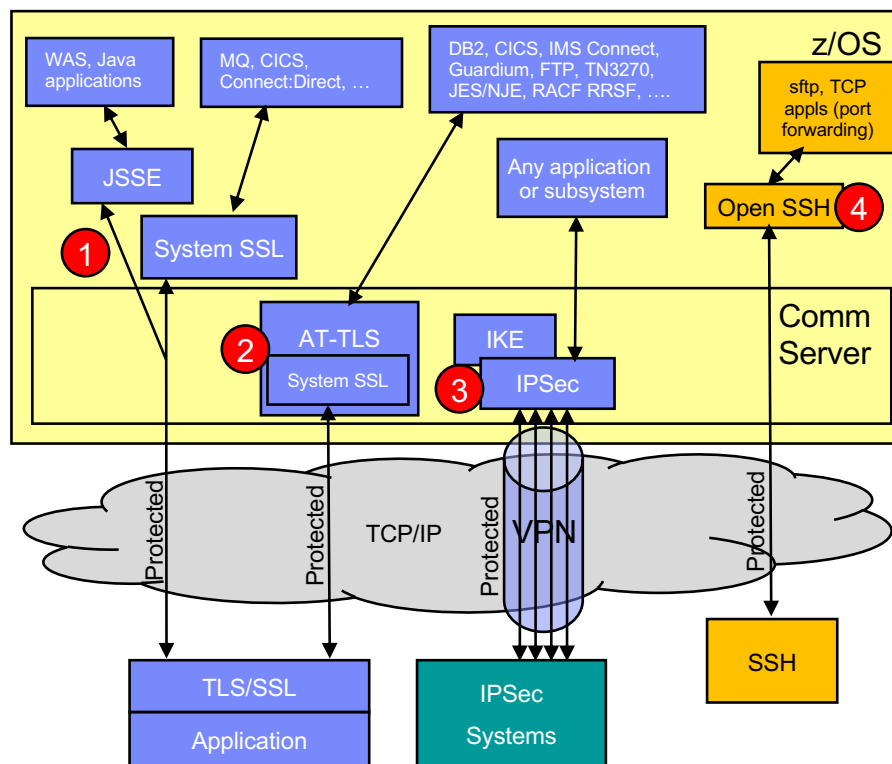 z/OS
WAS, Java
applications
MQ, CICS,
Connect:Direct, …
DB2, CICS, IMS Connect,
Guardium, FTP, TN3270,
JES/NJE, RACF RRSF, ….
sftp, TCP
appls (port
forwarding)
JSSE
Any application
or subsystem
Open SSH
4
1
System SSL
Comm
Server
AT-TLS
2
System SSL
IKE
3
IPSec
Protected
Protected
Protected
Protected
TCP/IP
VPN
TLS/SSL
Application
IPSec
Systems
SSH